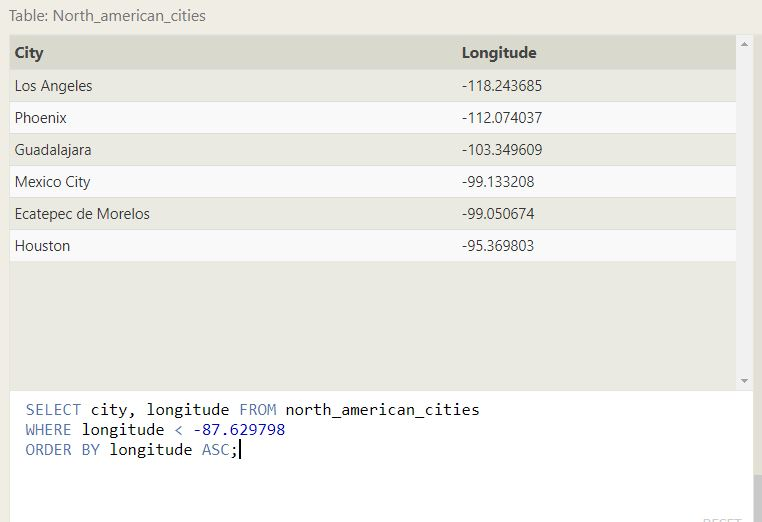 Table: North_american_cities
City Longitude
Los Angeles -118.243685
Phoenix -112.074037
Guadalajara -103.349609
Mexico City -99.133208
Ecatepec de Morelos -99.050674
Houston -95.369803
SELECT city, longitude FROM north_american_cities
WHERE longitude < -87.629798
ORDER BY longitude ASC;
RESET